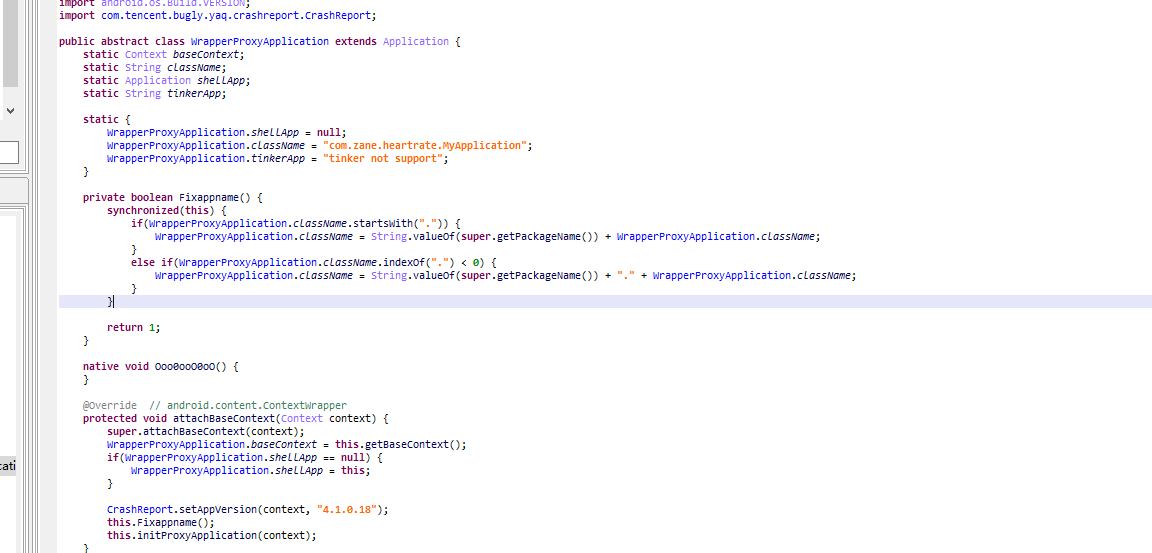 import android.os.Build.VERSION;
import com.tencent.bugly.yaq.crashreport.CrashReport;
public abstract class WrapperProxyApplication extends Application {
static Context baseContext;
static String className;
static Application shellApp;
static String tinkerApp;
static {
WrapperProxyApplication.shellApp = null;
WrapperProxyApplication.className = "com.zane.heartrate.MyApplication";
WrapperProxyApplication.tinkerApp = "tinker not support";
}
private boolean Fixappname() {
synchronized(this) {
if(WrapperProxyApplication.className.startsWith(".")) {
WrapperProxyApplication.className = String.valueOf(super.getPackageName()) + WrapperProxyApplication.className;
}
else if(WrapperProxyApplication.className.indexOf(".") < 0) {
WrapperProxyApplication.className = String.valueOf(super.getPackageName()) + "." + WrapperProxyApplication.className;
}
}
return 1;
}
native void Ooo0ooO0oO() {
}
@Override // android.content.ContextWrapper
protected void attachBaseContext(Context context) {
super.attachBaseContext(context);
WrapperProxyApplication.baseContext = this.getBaseContext();
if(WrapperProxyApplication.shellApp == null) {
WrapperProxyApplication.shellApp = this;
}
CrashReport.setAppVersion(context, "4.1.0.18");
this.Fixappname();
this.initProxyApplication(context);
}
cati